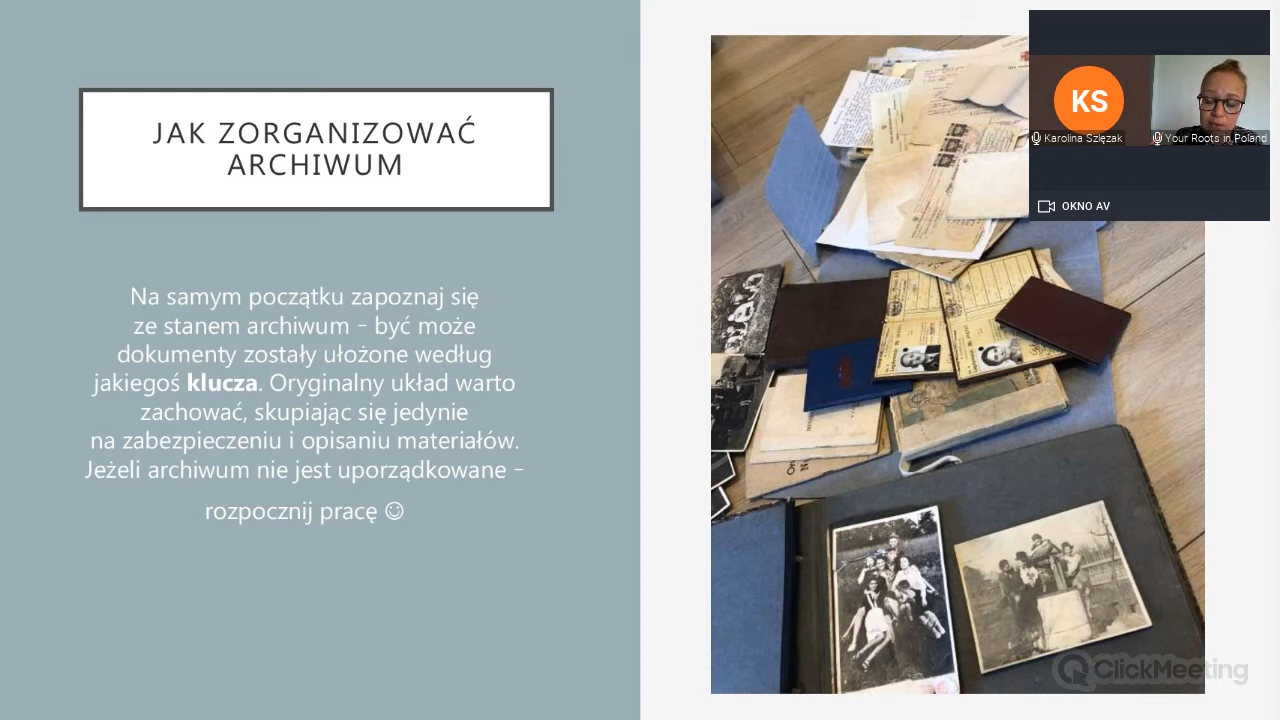 JAK ZORGANIZOWAĆ
ARCHIWUM
Na samym początku zapoznaj się
ze stanem archiwum – być może
dokumenty zostały ułożone według
jakiegoś klucza. Oryginalny układ warto
zachować, skupiając się jedynie
na zabezpieczeniu i opisaniu materiałów.
Jeżeli archiwum nie jest uporządkowane –
rozpocznij pracę ☺
KS
Karolina Szlęzak
Your Roots in Poland
OKNO AV
ClickMeeting